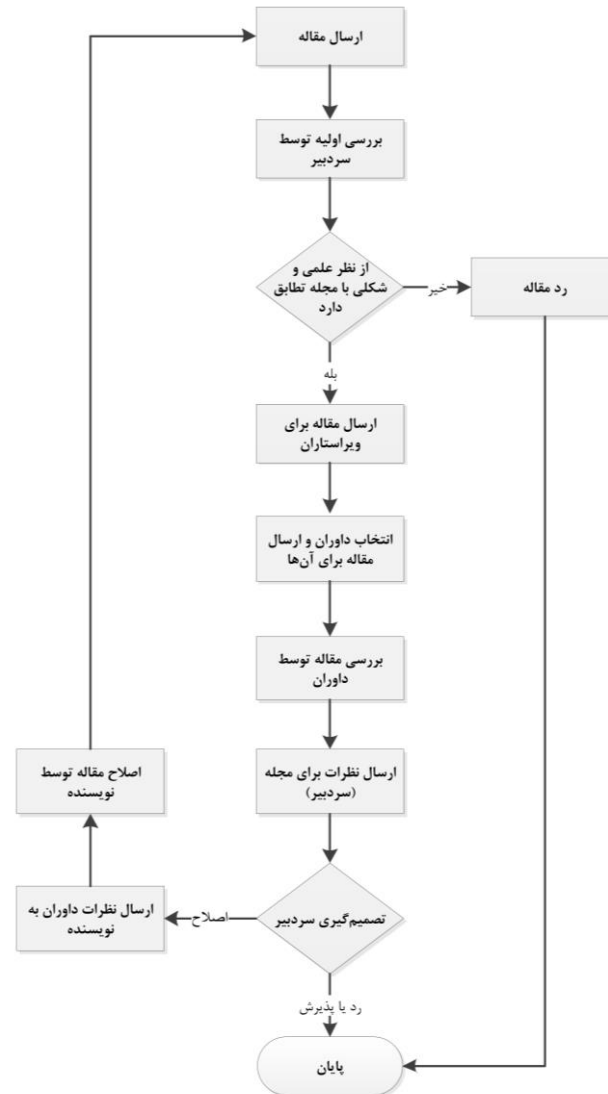 ارسال مقاله
بررسی اولیه توسط
سردبیر
از نظر علمی و
شکلی با مجله تطابق
دارد
خیر
رد مقاله
بله
ارسال مقاله برای
ویراستاران
انتخاب داوران و ارسال
مقاله برای آن‌ها
بررسی مقاله توسط
داوران
ارسال نظرات برای مجله
(سردبیر)
اصلاح مقاله توسط
نویسنده
تصمیم‌گیری سردبیر
اصلاح
ارسال نظرات داوران به
نویسنده
رد یا پذیرش
پایان